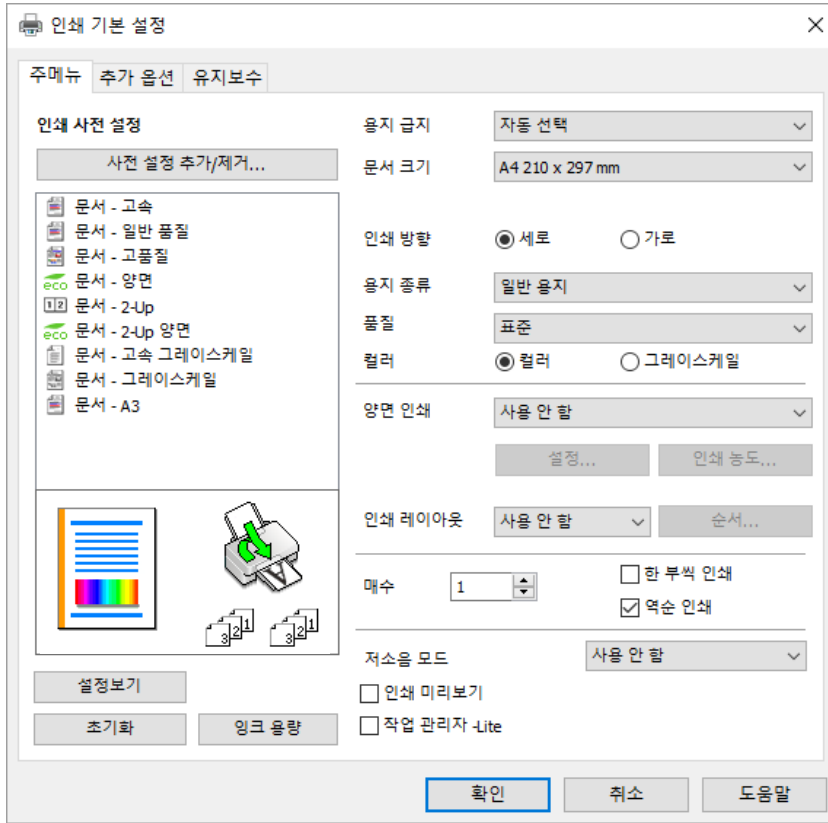 인쇄 기본 설정
주메뉴 추가 옵션 유지보수
인쇄 사전 설정
사전 설정 추가/제거...
문서 - 고속
문서 - 일반 품질
문서 - 고품질
eco 문서 - 양면
1 2 문서 - 2-Up
eco 문서 - 2-Up 양면
문서 - 고속 그레이스케일
문서 - 그레이스케일
문서 - A3
A
3 2 1 3 2 1
설정보기
초기화 잉크 용량
용지 급지 자동 선택
문서 크기 A4 210 x 297 mm
인쇄 방향 세로 가로
용지 종류 일반 용지
품질 표준
컬러 컬러 그레이스케일
양면 인쇄 사용 안 함
설정... 인쇄 농도...
인쇄 레이아웃 사용 안 함 순서...
매수 1 한 부씩 인쇄
역순 인쇄
저소음 모드 사용 안 함
인쇄 미리보기
작업 관리자 -Lite
확인 취소 도움말